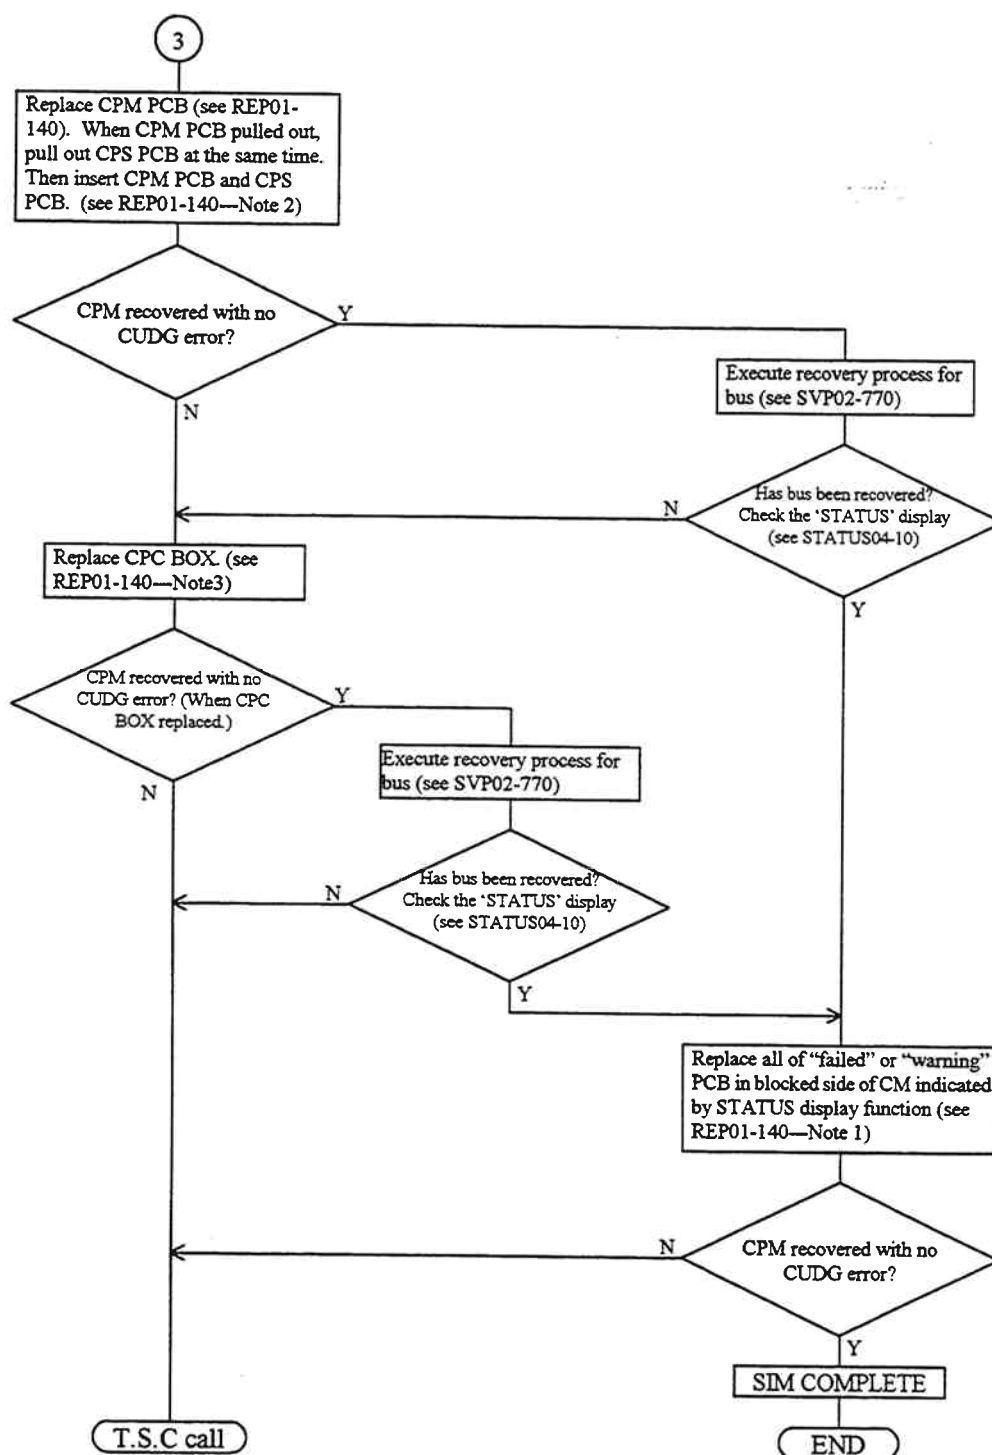 3
Replace CPM PCB (see REP01-
140). When CPM PCB pulled out,
pull out CPS PCB at the same time.
Then insert CPM PCB and CPS
PCB. (see REP01-140—Note 2)
CPM recovered with no
CUDG error?
Y
N
Execute recovery process for
bus (see SVP02-770)
Has bus been recovered?
Check the ‘STATUS’ display
(see STATUS04-10)
N
Y
Replace CPC BOX. (see
REP01-140—Note3)
CPM recovered with no
CUDG error? (When CPC
BOX replaced.)
Y
N
Execute recovery process for
bus (see SVP02-770)
Has bus been recovered?
Check the ‘STATUS’ display
(see STATUS04-10)
N
Y
Replace all of “failed” or “warning”
PCB in blocked side of CM indicated
by STATUS display function (see
REP01-140—Note 1)
CPM recovered with no
CUDG error?
N
Y
SIM COMPLETE
T.S.C call
END